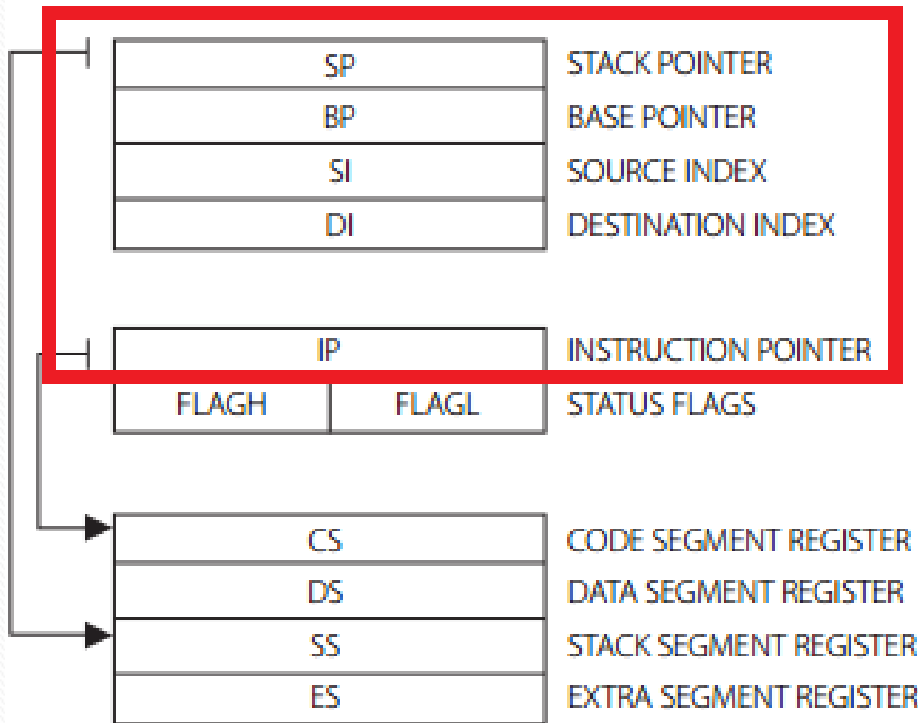 SP STACK POINTER
BP BASE POINTER
SI SOURCE INDEX
DI DESTINATION INDEX
IP INSTRUCTION POINTER
FLAGH FLAGL STATUS FLAGS
CS CODE SEGMENT REGISTER
DS DATA SEGMENT REGISTER
SS STACK SEGMENT REGISTER
ES EXTRA SEGMENT REGISTER